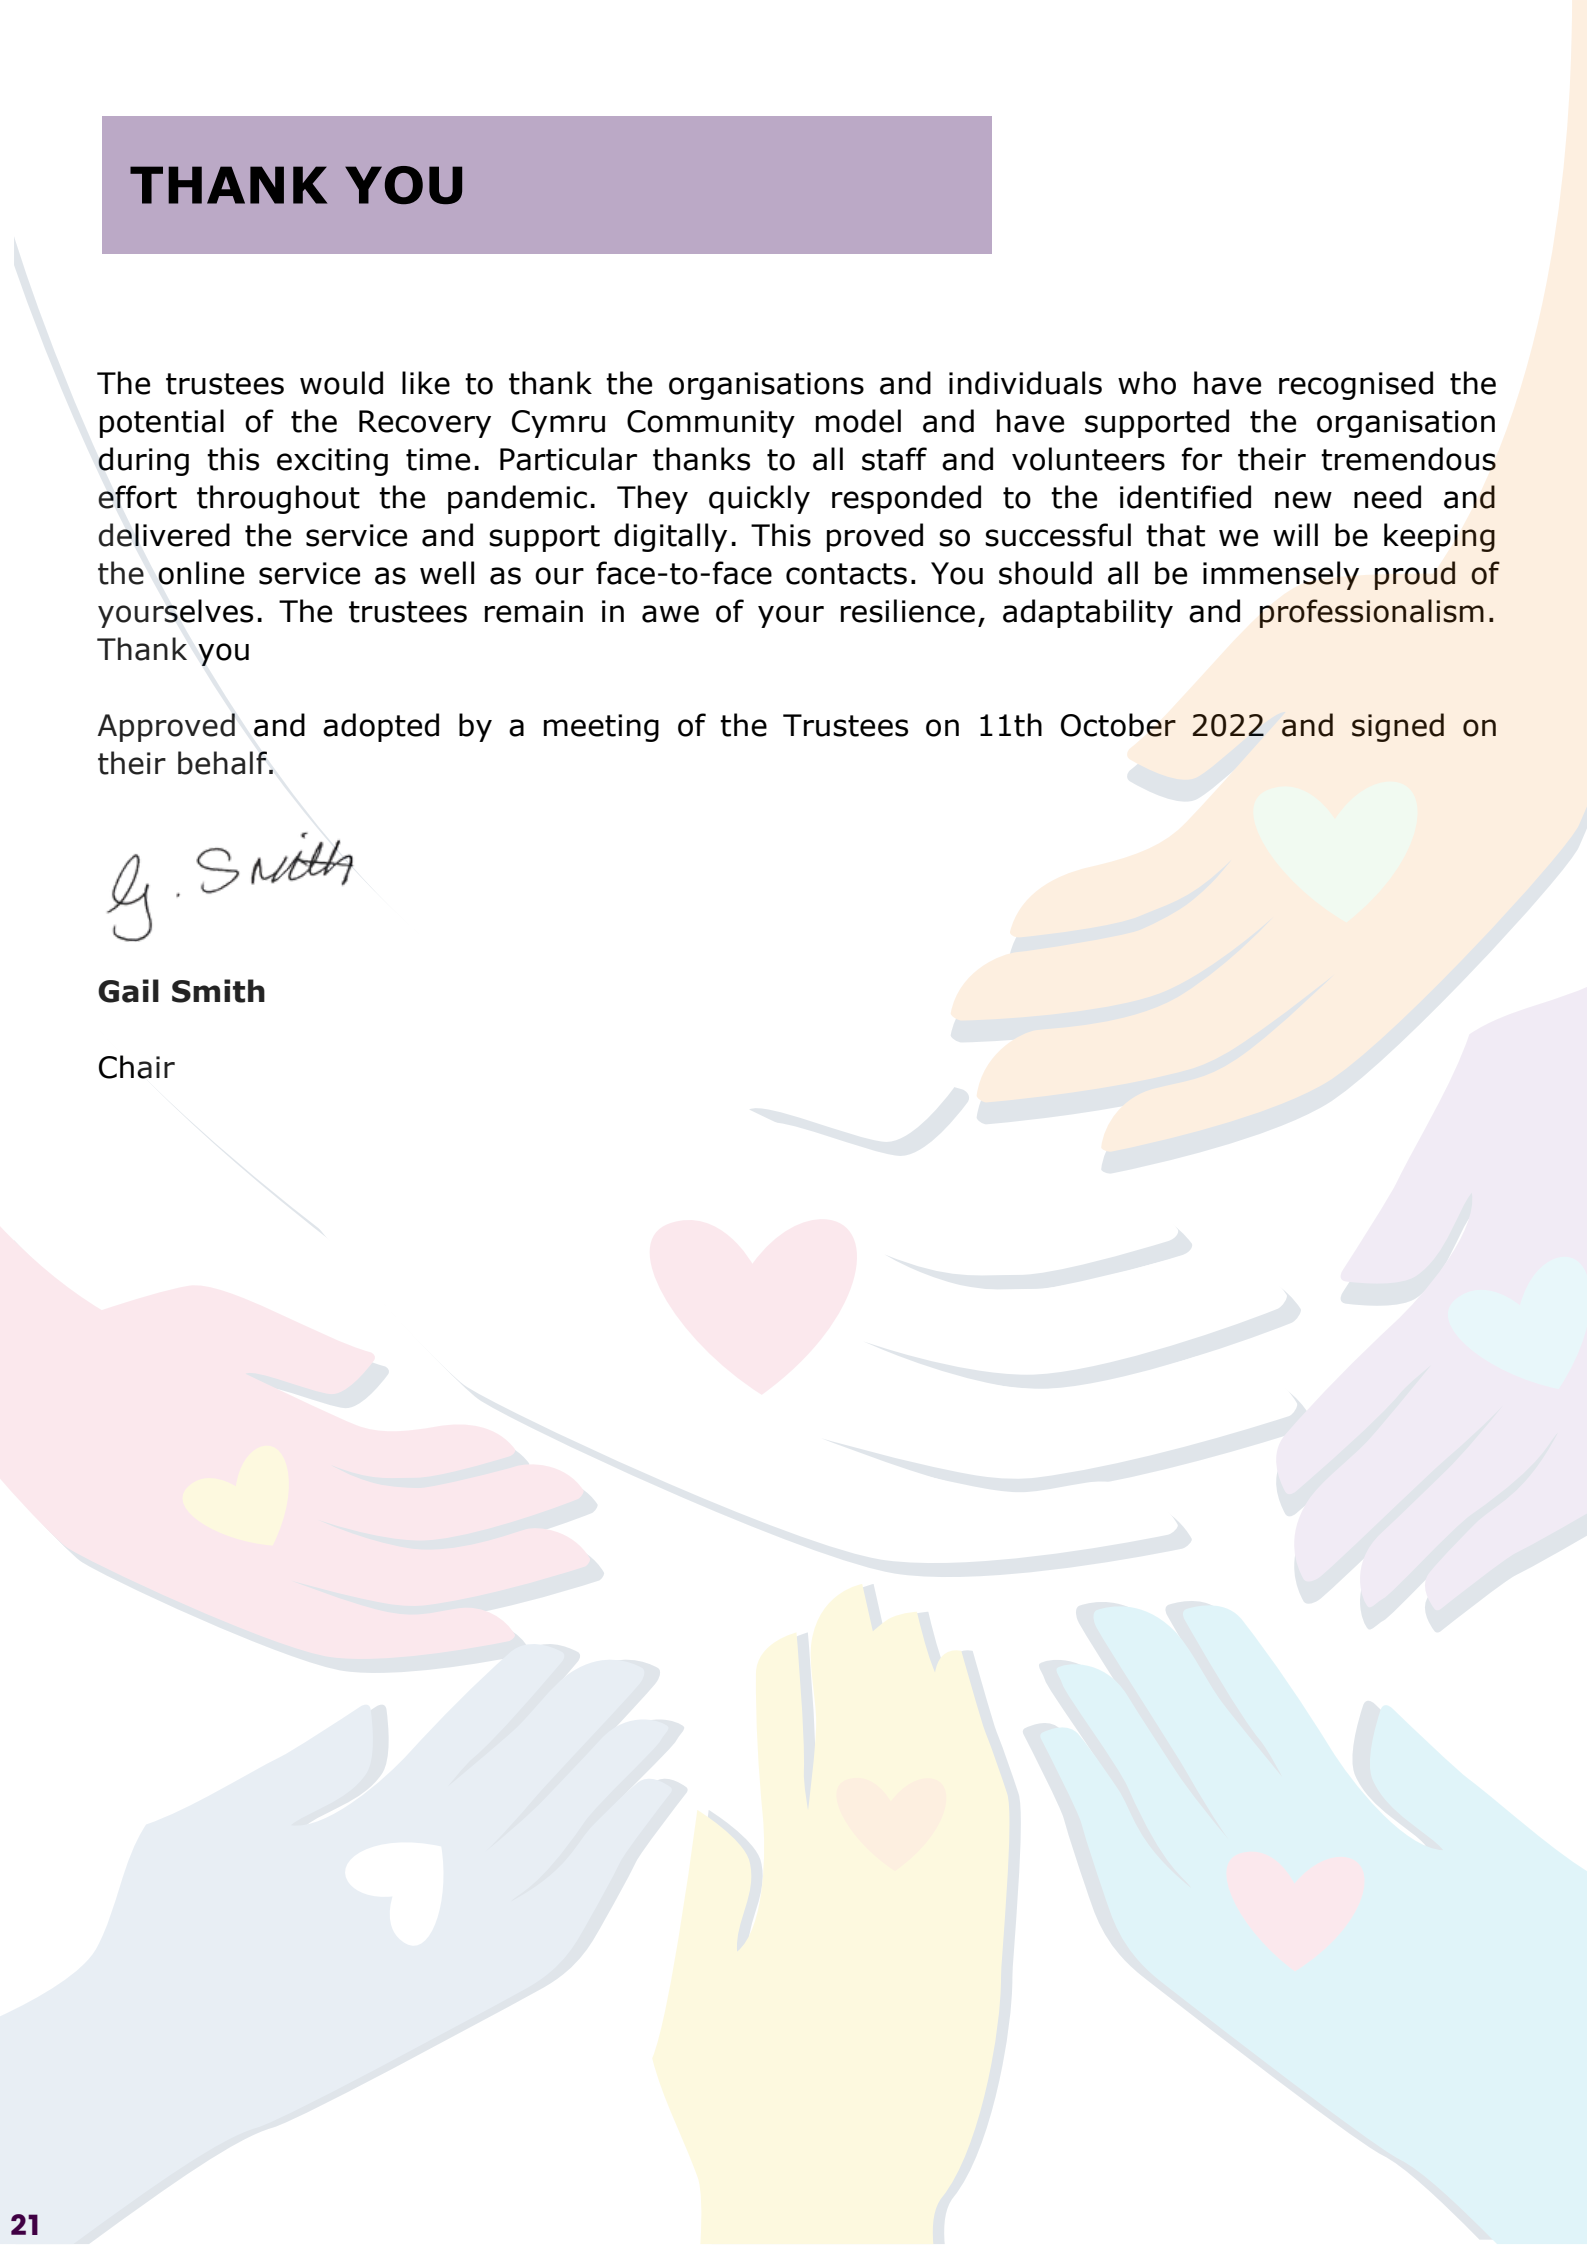 THANK YOU
The trustees would like to thank the organisations and individuals who have recognised the
potential of the Recovery Cymru Community model and have supported the organisation
during this exciting time. Particular thanks to all staff and volunteers for their tremendous
effort throughout the pandemic. They quickly responded to the identified new need and
delivered the service and support digitally. This proved so successful that we will be keeping
the online service as well as our face-to-face contacts. You should all be immensely proud of
yourselves. The trustees remain in awe of your resilience, adaptability and professionalism.
Thank you
Approved and adopted by a meeting of the Trustees on 11th October 2022 and signed on
their behalf.
G. Smith
Gail Smith
Chair
21